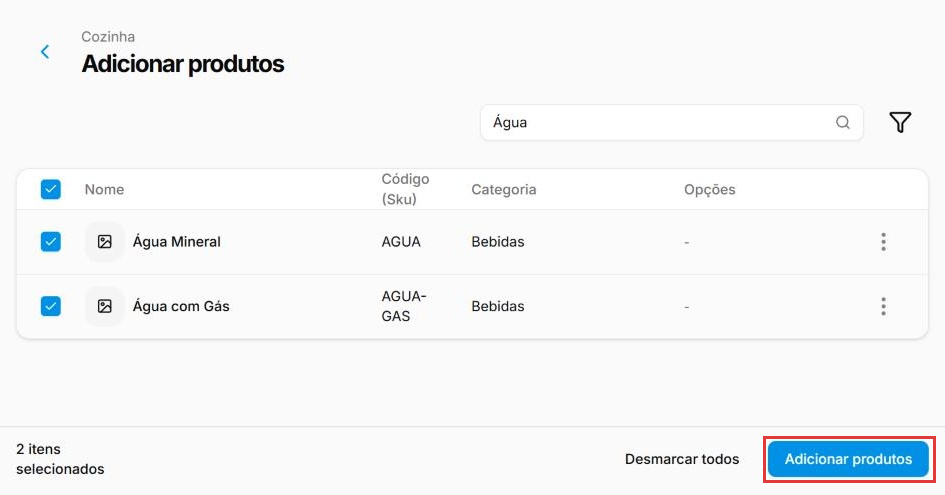 Cozinha
Adicionar produtos
Água
Nome
Código
(Sku)
Categoria
Opções
Água Mineral
AGUA
Bebidas
-
Água com Gás
AGUA-
GAS
Bebidas
-
2 itens
selecionados
Desmarcar todos
Adicionar produtos